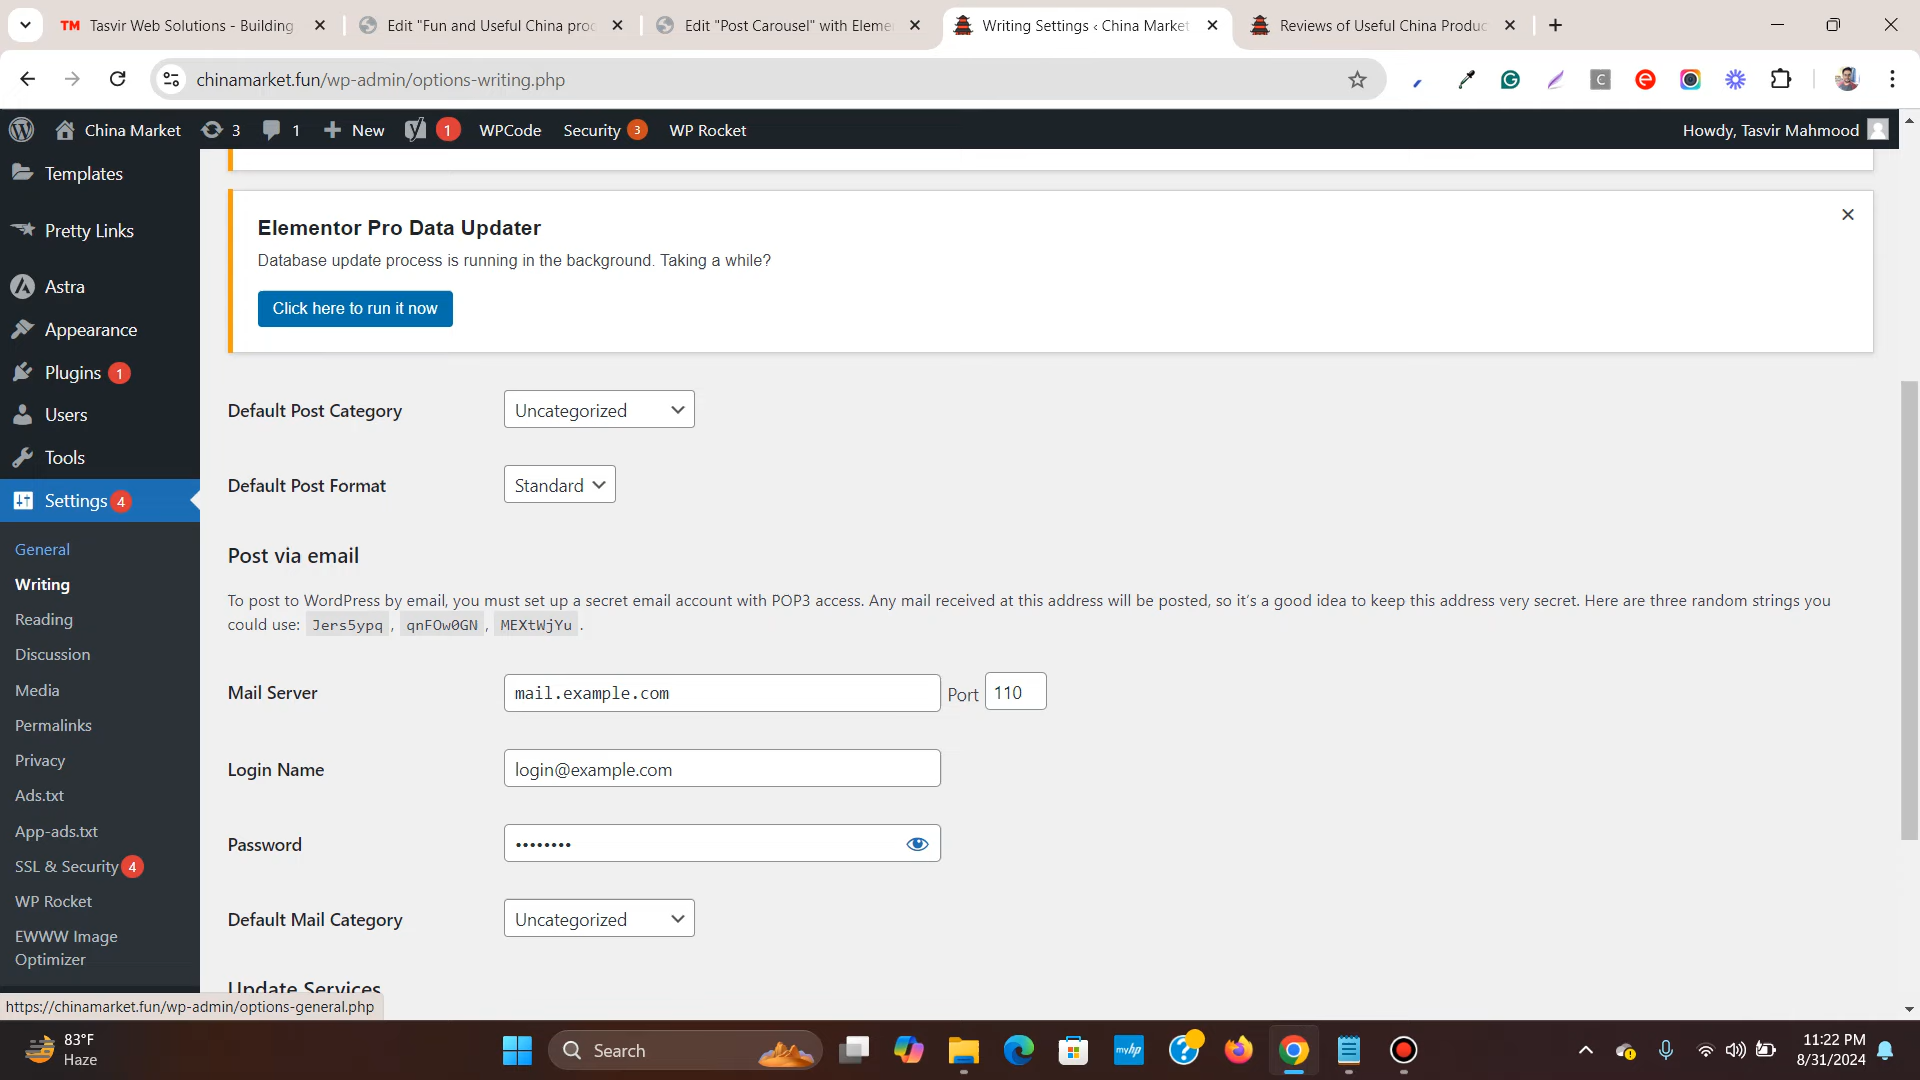 TM Tasvir Web Solutions - Building
Edit "Fun and Useful China proc
Edit "Post Carousel" with Eleme
Writing Settings ‹ China Market
Reviews of Useful China Produc
chinamarket.fun/wp-admin/options-writing.php
China Market
3
1
New
1
WPCode
Security 3
WP Rocket
Howdy, Tasvir Mahmood
Templates
Pretty Links
Astra
Appearance
Plugins 1
Users
Tools
Settings 4
General
Writing
Reading
Discussion
Media
Permalinks
Privacy
Ads.txt
App-ads.txt
SSL & Security 4
WP Rocket
EWWW Image
Optimizer
Elementor Pro Data Updater
Database update process is running in the background. Taking a while?
Click here to run it now
Default Post Category
Uncategorized
Default Post Format
Standard
Post via email
To post to WordPress by email, you must set up a secret email account with POP3 access. Any mail received at this address will be posted, so it’s a good idea to keep this address very secret. Here are three random strings you
could use: Jers5ypq , qnFOw0GN , MEXtWjYu .
Mail Server
mail.example.com
Port 110
Login Name
login@example.com
Password
••••••••
Default Mail Category
Uncategorized
Update Services
https://chinamarket.fun/wp-admin/options-general.php
83°F
Haze
Search
myhp
11:22 PM
8/31/2024